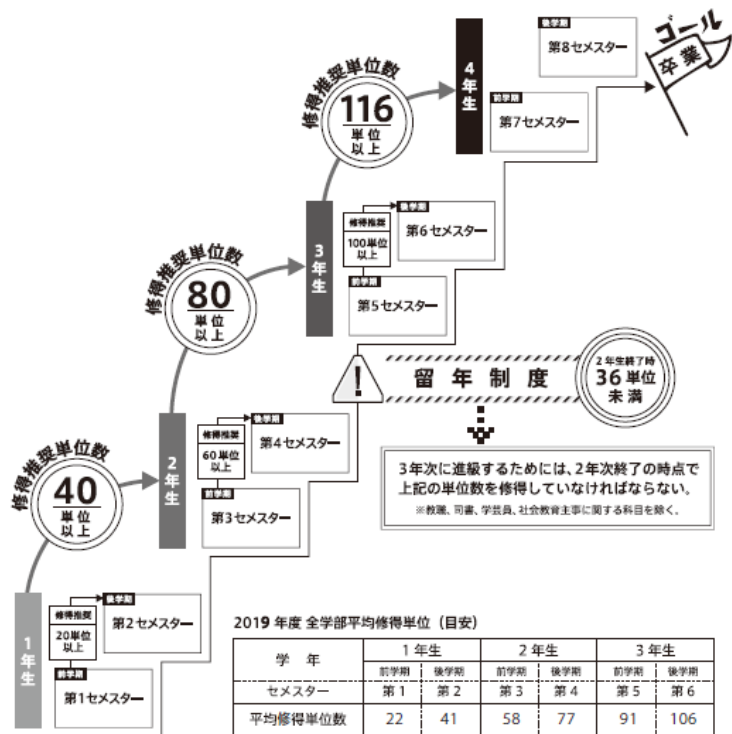 ゴール
卒業
後学期
第8セメスター
4年生
前学期
第7セメスター
修得推奨単位数
116
単位
以上
3年生
後学期
第6セメスター
修得推奨
100単位
以上
前学期
第5セメスター
修得推奨単位数
80
単位
以上
!
留年制度
2年生終了時
36単位
未満
3年次に進級するためには、2年次終了の時点で
上記の単位数を修得していなければならない。
※教職、司書、学芸員、社会教育主事に関する科目を除く。
2年生
後学期
第4セメスター
修得推奨
60単位
以上
前学期
第3セメスター
修得推奨単位数
40
単位
以上
1年生
後学期
第2セメスター
修得推奨
20単位
以上
前学期
第1セメスター
2019年度 全学部平均修得単位（目安）
学年 1年生 2年生 3年生
前学期 後学期 前学期 後学期 前学期 後学期
セメスター 第1 第2 第3 第4 第5 第6
平均修得単位数 22 41 58 77 91 106